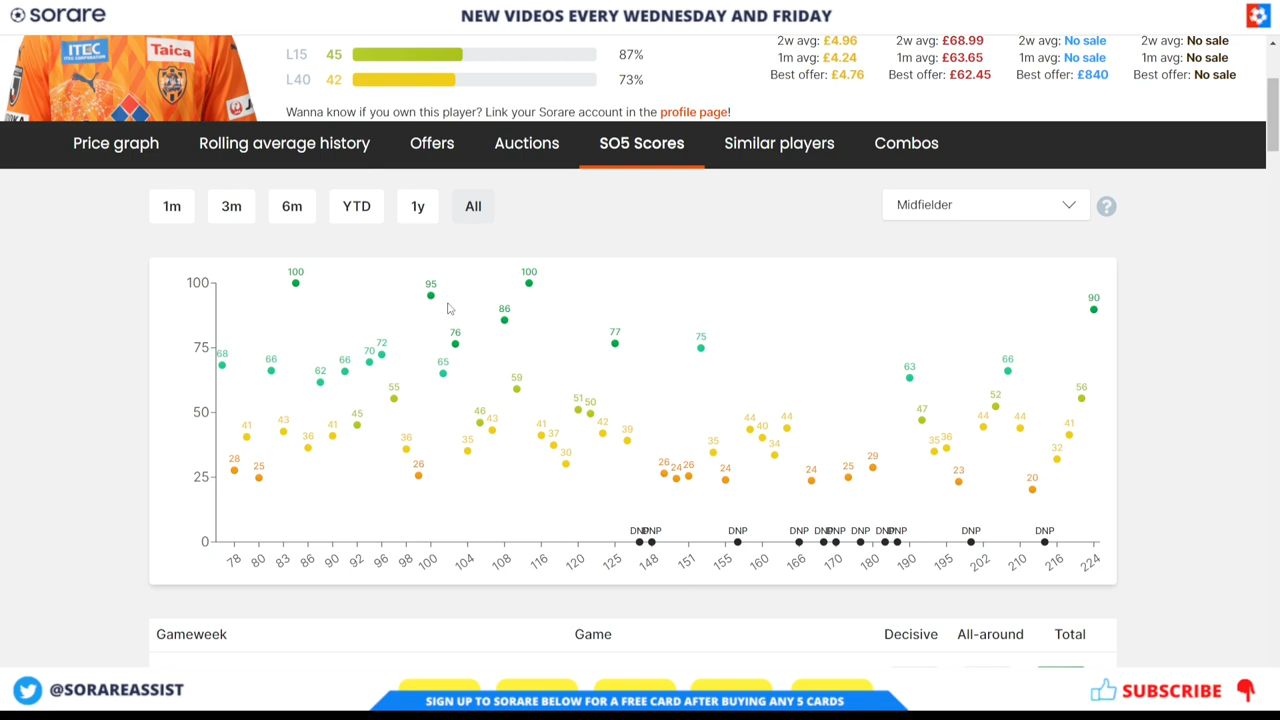 sorare
NEW VIDEOS EVERY WEDNESDAY AND FRIDAY
ITEC
Taica
L15 45 87%
L40 42 73%
2w avg: £4.96 2w avg: £68.99 2w avg: No sale 2w avg: No sale
1m avg: £4.24 1m avg: £63.65 1m avg: No sale 1m avg: No sale
Best offer: £4.76 Best offer: £62.45 Best offer: £840 Best offer: No sale
Wanna know if you own this player? Link your Sorare account in the profile page!
Price graph Rolling average history Offers Auctions SO5 Scores Similar players Combos
1m 3m 6m YTD 1y All Midfielder ?
100 100
95 90
86
76 77 75
68 66 62 66 70 72 65 63 66
55 59 56
45 46 51 50 47 52
41 43 36 41 36 35 43 41 37 30 42 39 35 44 40 34 44 35 36 44 44 32 41
28 25 26 26 24 26 24 24 25 29 23 20
DNP DNP DNP DNP DNP DNP DNP DNP DNP DNP DNP
100
75
50
25
0
78 80 83 86 90 92 96 98 100 104 108 116 120 125 148 151 155 160 166 170 180 190 195 202 210 216 224
Gameweek Game Decisive All-around Total
@SORAREASSIST
SIGN UP TO SORARE BELOW FOR A FREE CARD AFTER BUYING ANY 5 CARDS
SUBSCRIBE